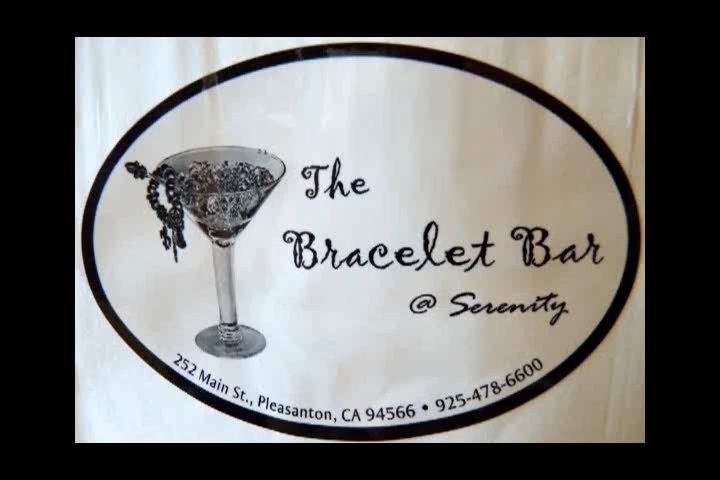 The
Bracelet Bar
@ Serenity
252 Main St., Pleasanton, CA 94566 • 925-478-6600